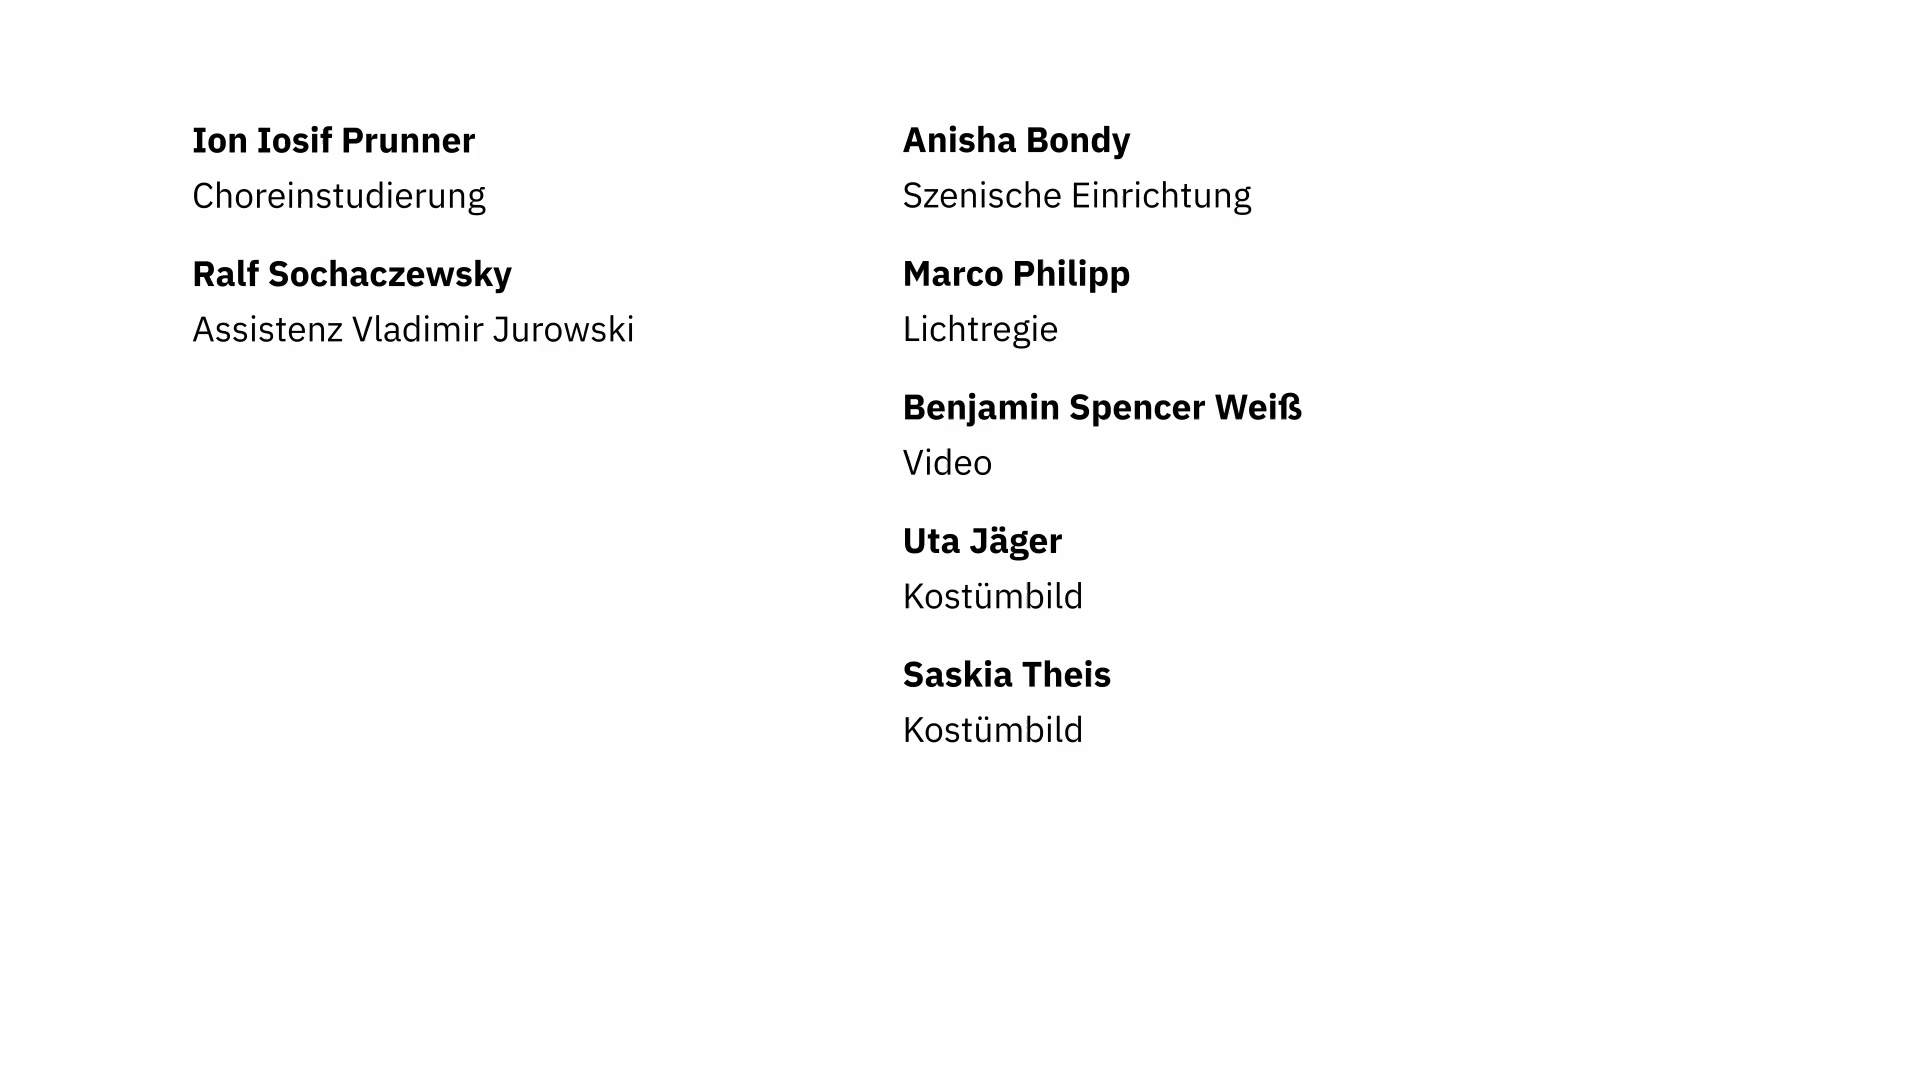 Ion Iosif Prunner
Choreinstudierung
Ralf Sochaczewsky
Assistenz Vladimir Jurowski
Anisha Bondy
Szenische Einrichtung
Marco Philipp
Lichtregie
Benjamin Spencer Weiß
Video
Uta Jäger
Kostümbild
Saskia Theis
Kostümbild